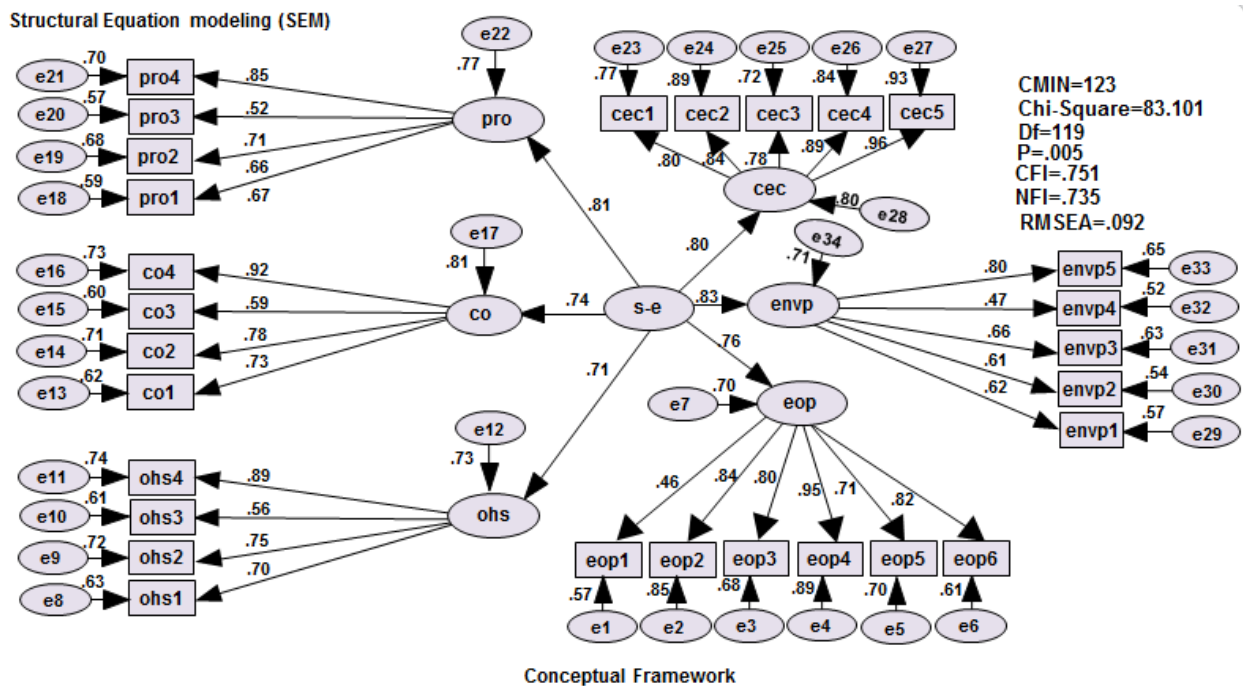 Structural Equation modeling (SEM)
e22
.77
pro
e21
.70
pro4
.85
e20
.57
pro3
.52
e19
.68
pro2
.71
.66
e18
.59
pro1
.67
e23
e24
e25
e26
e27
.77
.89
.72
.84
.93
cec1
cec2
cec3
cec4
cec5
.80
.84
.78
.89
.96
cec
.80
e28
CMIN=123
Chi-Square=83.101
Df=119
P=.005
CFI=.751
NFI=.735
RMSEA=.092
.81
.80
e17
.81
co
e16
.73
co4
.92
e15
.60
co3
.59
e14
.71
co2
.78
e13
.62
co1
.73
.74
s-e
.83
e34
.71
envp
.80
envp5
.65
e33
.47
envp4
.52
e32
.66
envp3
.63
e31
.61
envp2
.54
e30
.62
envp1
.57
e29
.71
.76
e7
.70
eop
e12
.73
ohs
e11
.74
ohs4
.89
e10
.61
ohs3
.56
e9
.72
ohs2
.75
e8
.63
ohs1
.70
.46
.84
.80
.95
.71
.82
eop1
eop2
eop3
eop4
eop5
eop6
.57
.85
.68
.89
.70
.61
e1
e2
e3
e4
e5
e6
Conceptual Framework